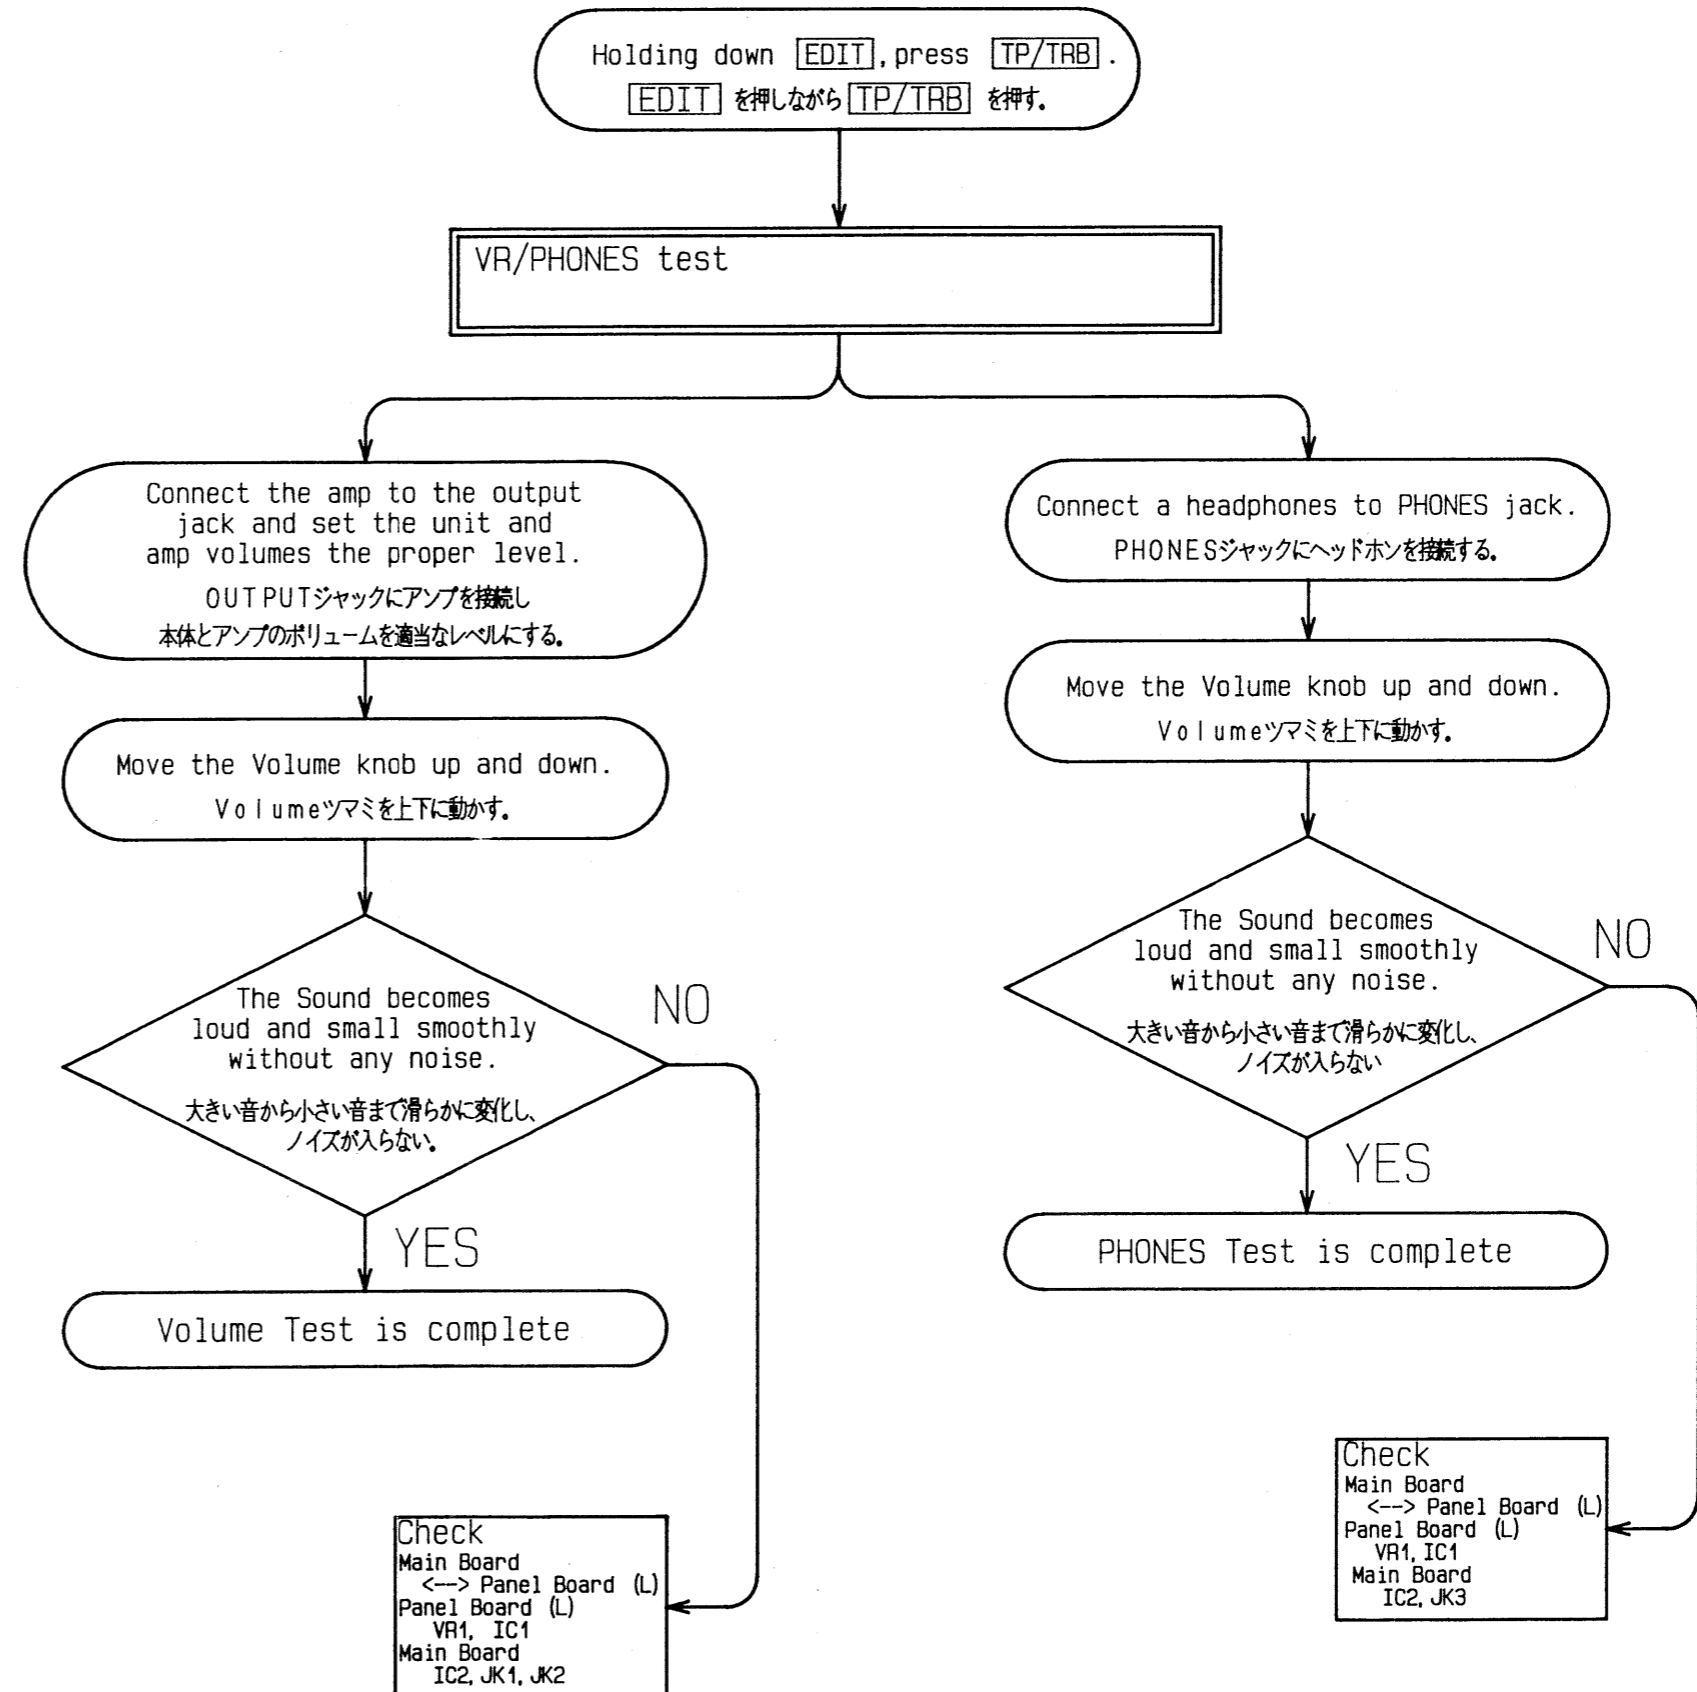 Holding down EDIT, press TP/TRB.
EDIT を押しながら TP/TRB を押す。
VR/PHONES test
Connect the amp to the output
jack and set the unit and
amp volumes the proper level.
OUTPUTジャックにアンプを接続し
本体とアンプのボリュームを適当なレベルにする。
Move the Volume knob up and down.
Volumeツマミを上下に動かす。
The Sound becomes
loud and small smoothly
without any noise.
大きい音から小さい音まで滑らかに変化し、
ノイズが入らない。
NO
YES
Volume Test is complete
Check
Main Board
<--> Panel Board (L)
Panel Board (L)
VR1, IC1
Main Board
IC2, JK1, JK2
Connect a headphones to PHONES jack.
PHONESジャックにヘッドホンを接続する。
Move the Volume knob up and down.
Volumeツマミを上下に動かす。
The Sound becomes
loud and small smoothly
without any noise.
大きい音から小さい音まで滑らかに変化し、
ノイズが入らない
NO
YES
PHONES Test is complete
Check
Main Board
<--> Panel Board (L)
Panel Board (L)
VR1, IC1
Main Board
IC2, JK3